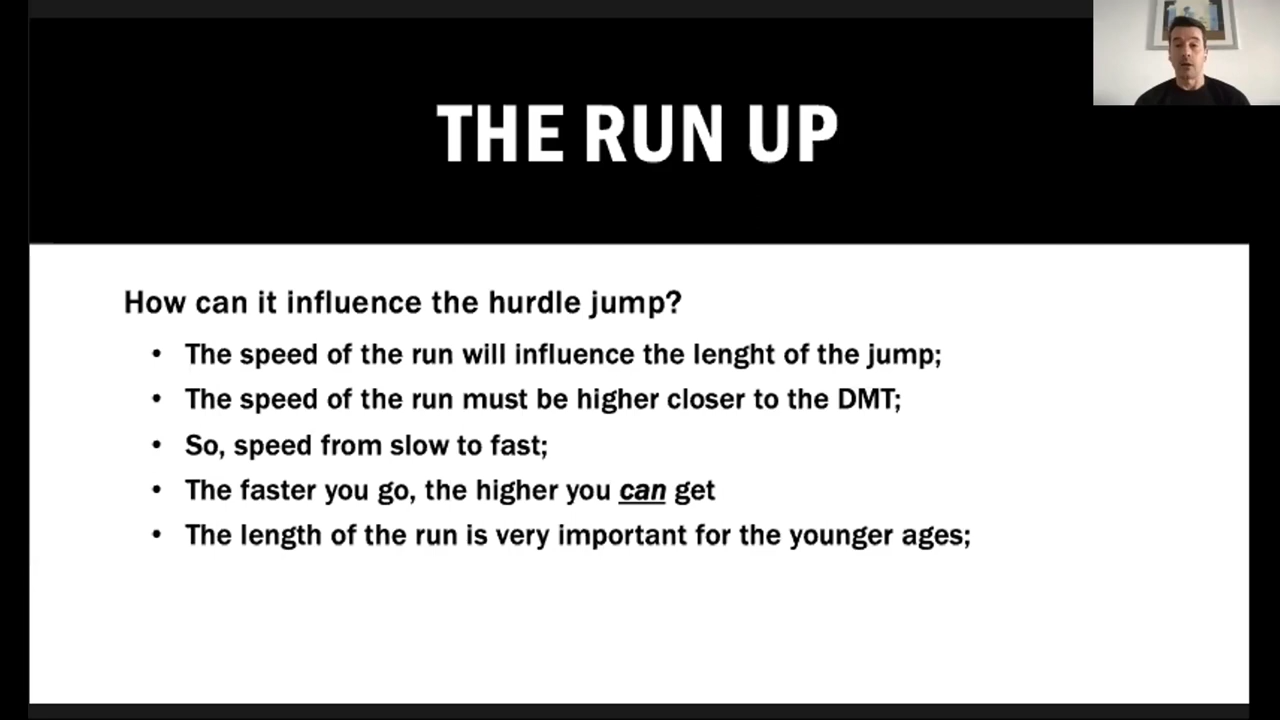 THE RUN UP
How can it influence the hurdle jump?
• The speed of the run will influence the lenght of the jump;
• The speed of the run must be higher closer to the DMT;
• So, speed from slow to fast;
• The faster you go, the higher you can get
• The length of the run is very important for the younger ages;